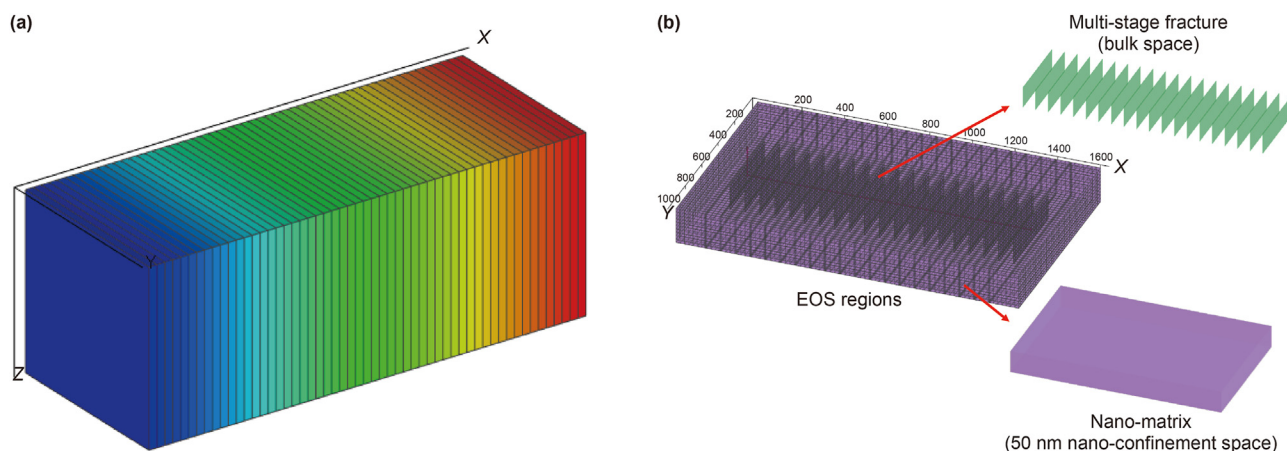 (a)
X
Y
Z
(b)
Multi-stage fracture
(bulk space)
200
400
600
800
1000
1200
1400
1600
X
200
400
600
800
1000
Y
EOS regions
Nano-matrix
(50 nm nano-confinement space)